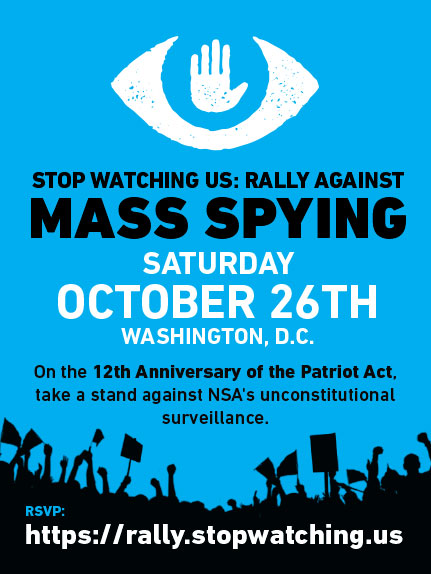 STOP WATCHING US: RALLY AGAINST
MASS SPYING
SATURDAY
OCTOBER 26TH
WASHINGTON, D.C.
On the 12th Anniversary of the Patriot Act,
take a stand against NSA's unconstitutional
surveillance.
RSVP:
https://rally.stopwatching.us